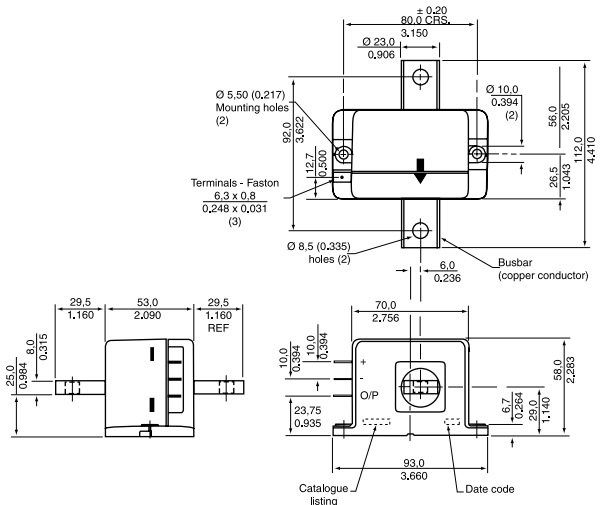 ± 0.20
80,0 CRS.
3.150
Ø 23,0
0.906
Ø 5,50 (0.217)
Mounting holes
(2)
Ø 10,0
0.394
(2)
92,0
3.622
12,7
0.500
56,0
2.205
112,0
4.410
26,5
1.043
Terminals - Faston
6,3 x 0,8
0.248 x 0.031
(3)
Ø 8,5 (0.335)
holes (2)
Busbar
(copper conductor)
6,0
0.236
29,5
1.160
53,0
2.090
29,5
1.160
REF
8,0
0.315
25,0
0.984
70,0
2.756
10,0
0.394
10,0
0.394
+
-
O/P
23,75
0.935
6,7
0.264
29,0
1.140
58,0
2.283
93,0
3.660
Catalogue
listing
Date code